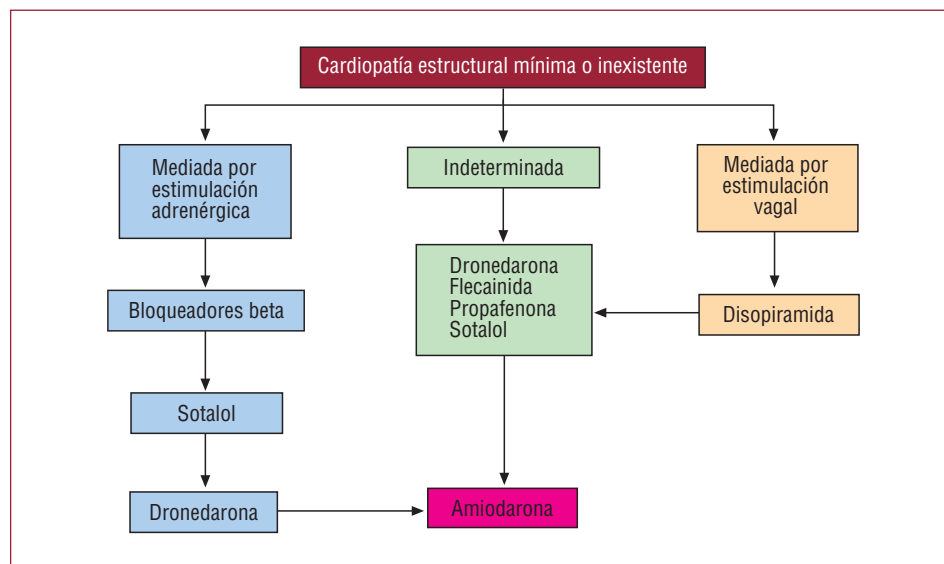 Cardiopatía estructural mínima o inexistente
Mediada por
estimulación
adrenérgica
Indeterminada
Mediada por
estimulación
vagal
Bloqueadores beta
Dronedarona
Flecainida
Propafenona
Sotalol
Disopiramida
Sotalol
Dronedarona
Amiodarona